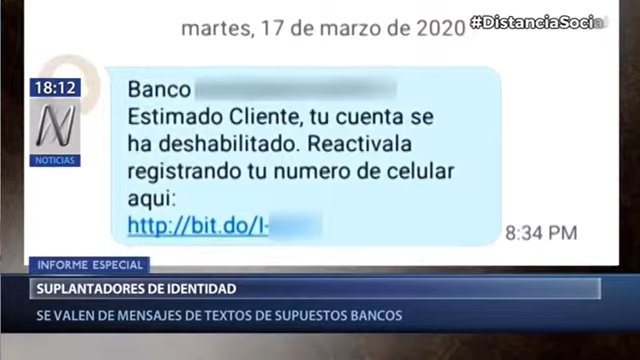 martes, 17 de marzo de 2020
#DistanciaSocial
Banco
Estimado Cliente, tu cuenta se
ha deshabilitado. Reactivala
registrando tu numero de celular
aqui:
http://bit.do/l-
8:34 PM
18:12
N
NOTICIAS
INFORME ESPECIAL
SUPLANTADORES DE IDENTIDAD
SE VALEN DE MENSAJES DE TEXTOS DE SUPUESTOS BANCOS